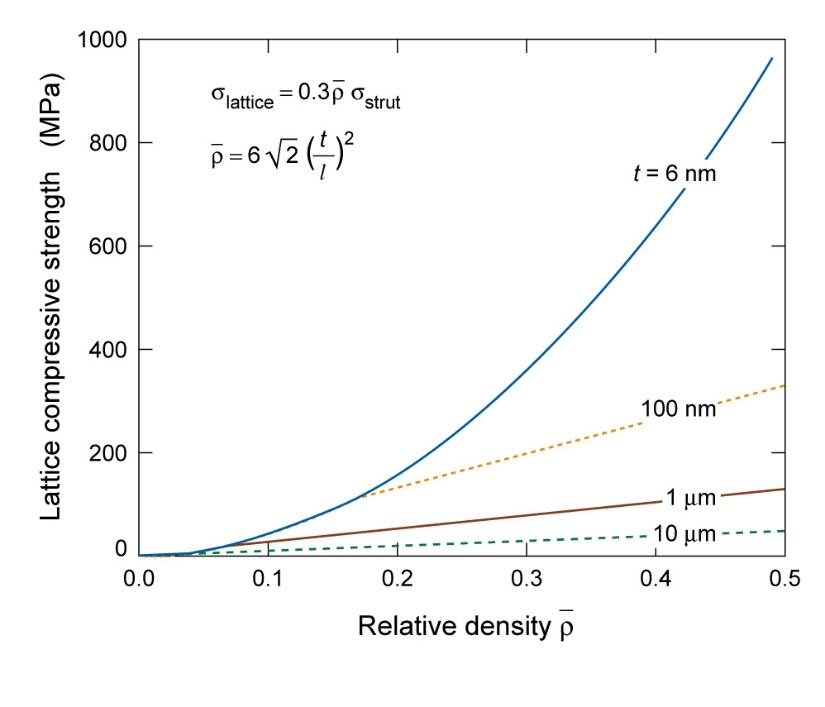 1000
σlattice = 0.3ρ̄ σstrut
800
ρ̄ = 6 √2 (t/l)²
t = 6 nm
600
400
100 nm
200
1 μm
10 μm
0
0.0 0.1 0.2 0.3 0.4 0.5
Relative density ρ̄
Lattice compressive strength (MPa)